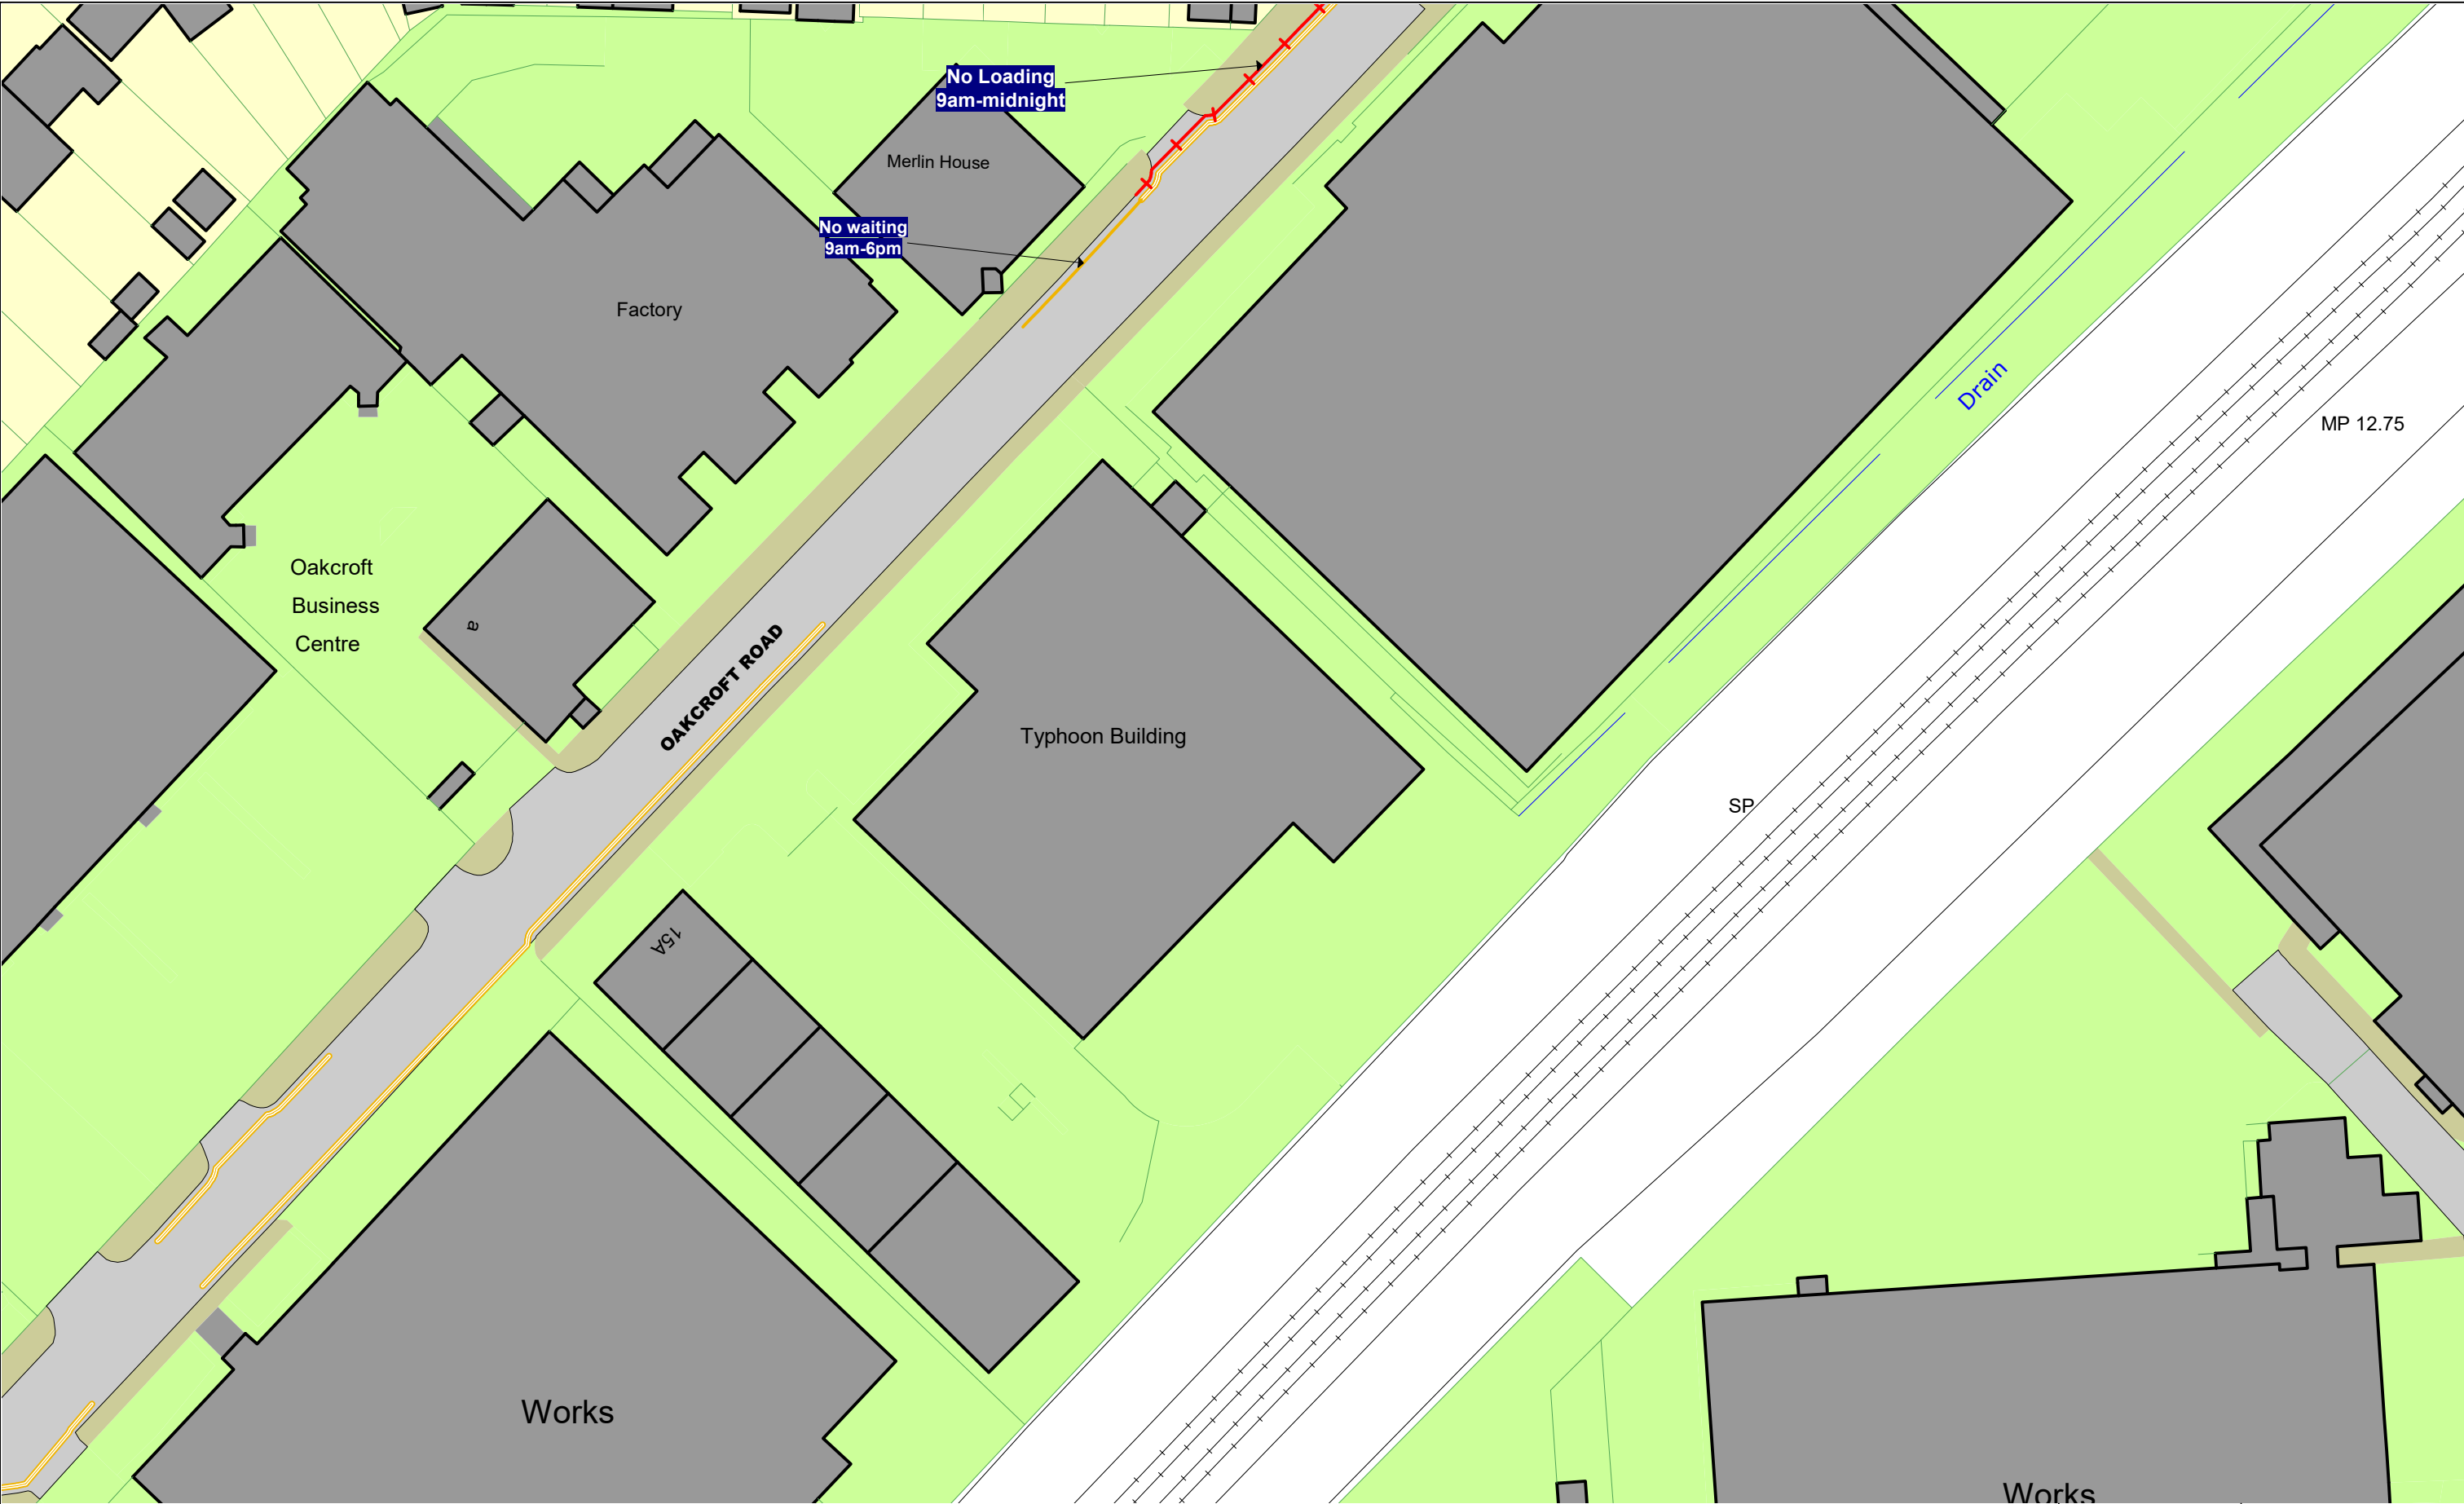 No Loading
9am-midnight
Merlin House
No waiting
9am-6pm
Factory
Drain
MP 12.75
Oakcroft
Business
Centre
a
OAKCROFT ROAD
Typhoon Building
SP
15A
Works
Works